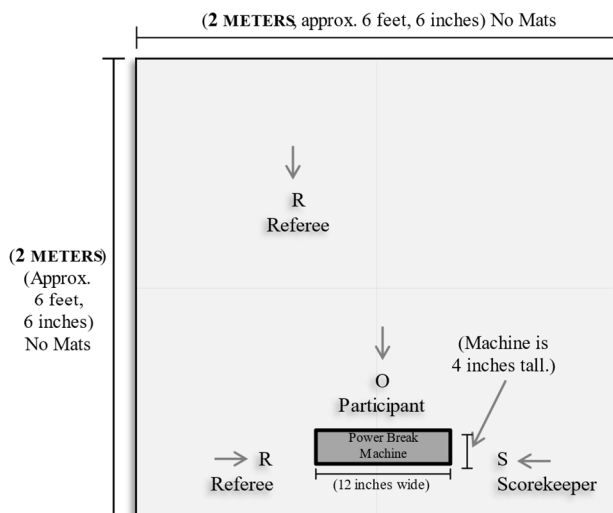 (2 METERS, approx. 6 feet, 6 inches) No Mats
R
Referee
(2 METERS)
(Approx.
6 feet,
6 inches)
No Mats
(Machine is
4 inches tall.)
O
Participant
Power Break
Machine
R
Referee
(12 inches wide)
S
Scorekeeper